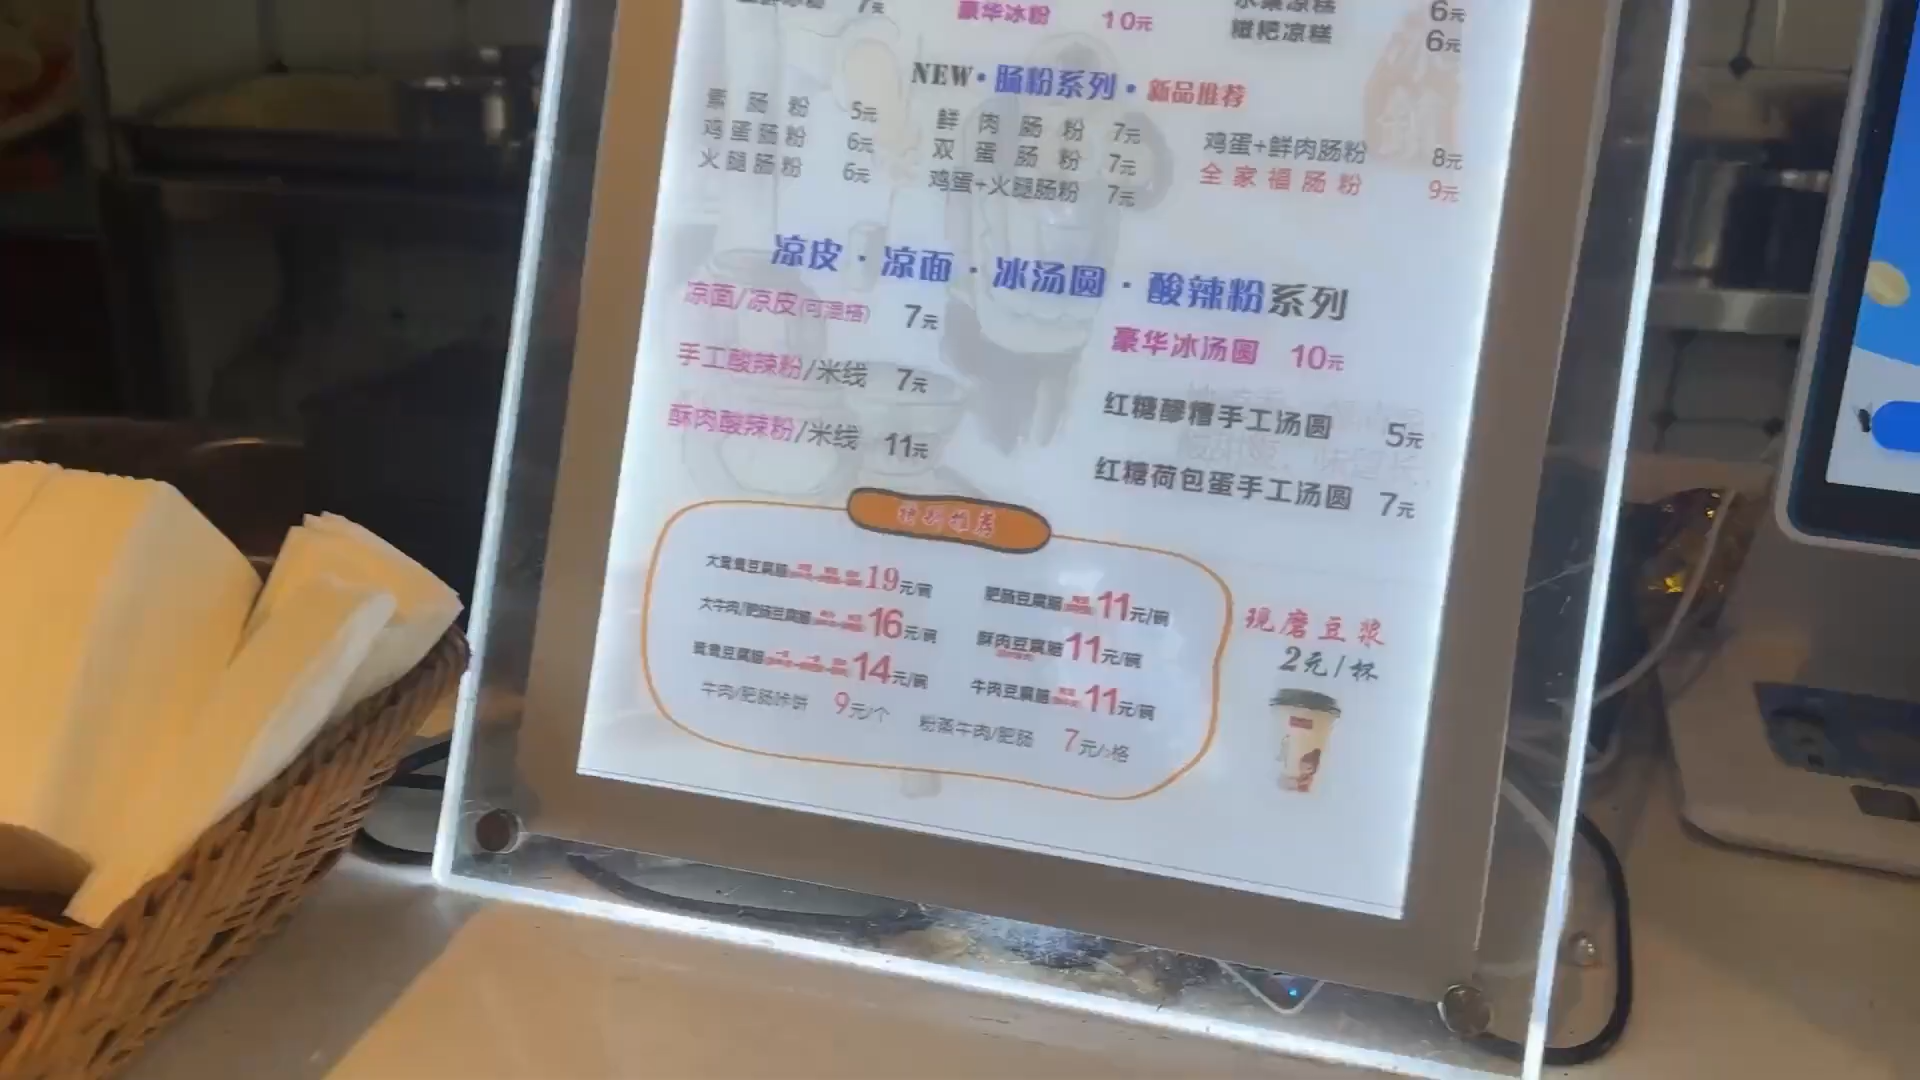 7元 豪华冰粉 10元 6元
糍粑凉糕 6元
NEW·肠粉系列·新品推荐
素肠粉 5元 鲜肉肠粉 7元 鸡蛋+鲜肉肠粉 8元
鸡蛋肠粉 6元 双蛋肠粉 7元 全家福肠粉 9元
火腿肠粉 6元 鸡蛋+火腿肠粉 7元
凉皮·凉面·冰汤圆·酸辣粉系列
凉面/凉皮(可混搭) 7元 豪华冰汤圆 10元
手工酸辣粉/米线 7元 红糖醪糟手工汤圆 5元
酥肉酸辣粉/米线 11元 红糖荷包蛋手工汤圆 7元
特别推荐
大鸳鸯豆腐脑 19元/碗 肥肠豆腐脑 11元/碗
大牛肉/肥肠豆腐脑 16元/碗 酥肉豆腐脑 11元/碗
鸳鸯豆腐脑 14元/碗 牛肉豆腐脑 11元/碗
牛肉/肥肠咔饼 9元/个 粉蒸牛肉/肥肠 7元/格
现磨豆浆
2元/杯